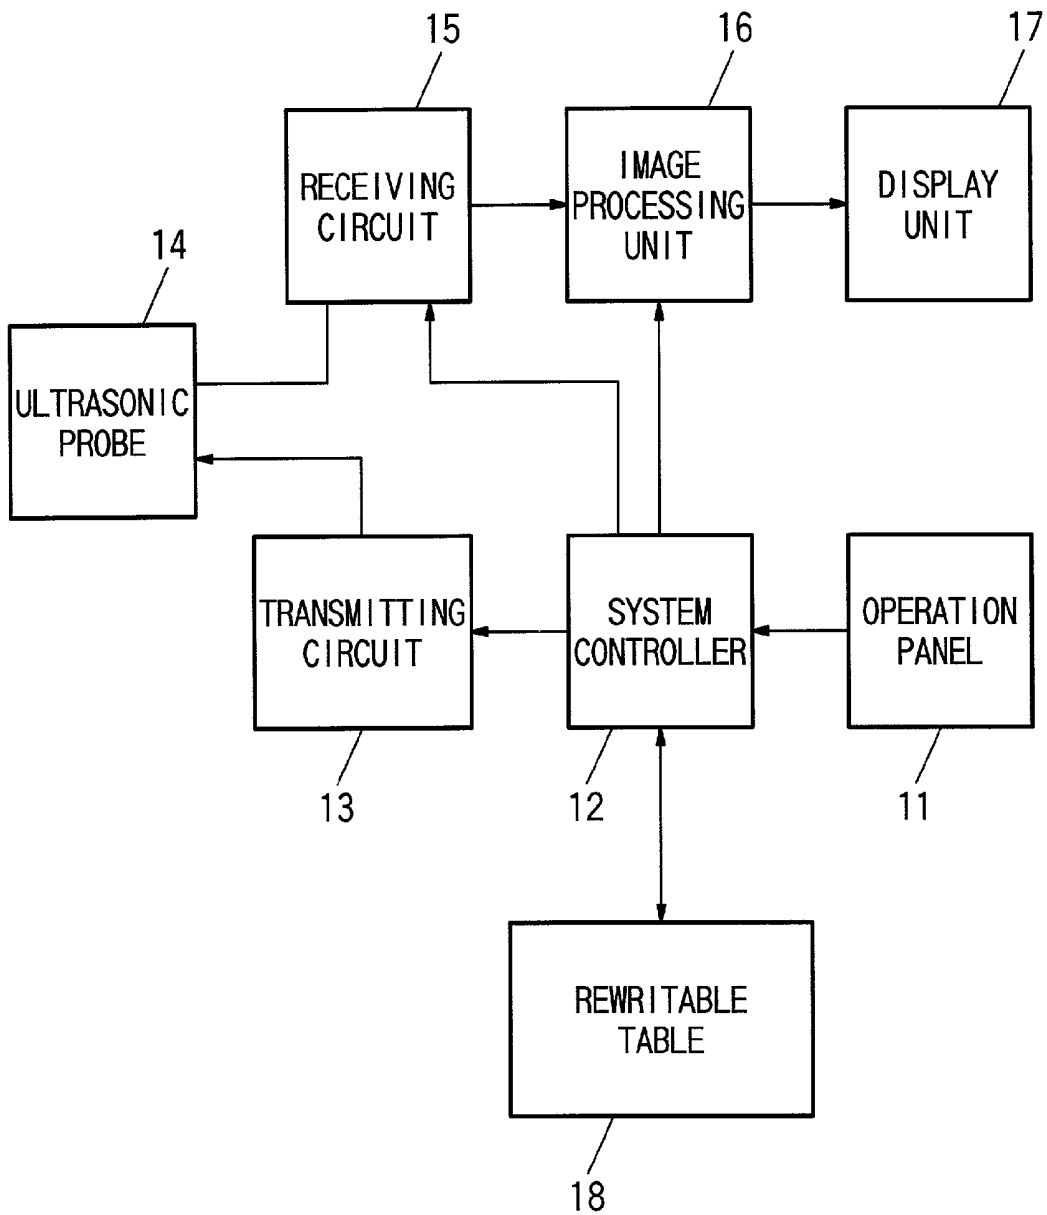 15
16
17
RECEIVING
CIRCUIT
IMAGE
PROCESSING
UNIT
DISPLAY
UNIT
14
ULTRASONIC
PROBE
TRANSMITTING
CIRCUIT
SYSTEM
CONTROLLER
OPERATION
PANEL
13
12
11
REWRITABLE
TABLE
18